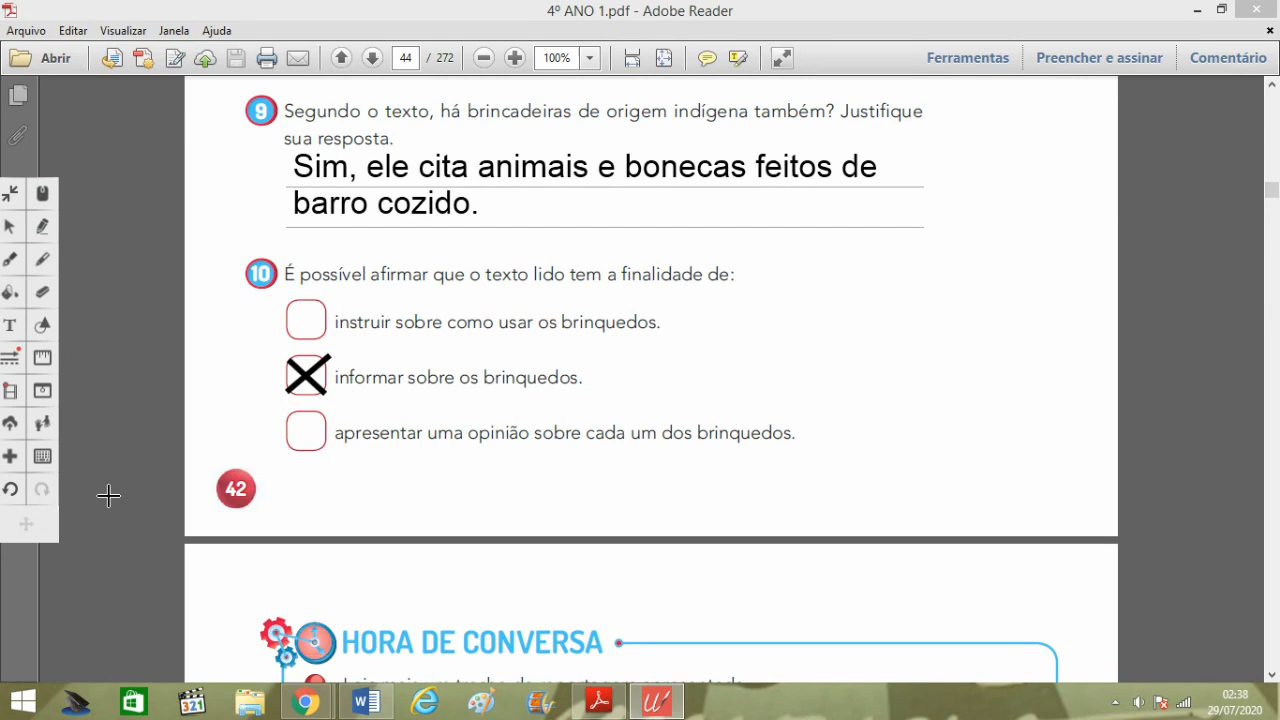 4º ANO 1.pdf - Adobe Reader
Arquivo Editar Visualizar Janela Ajuda
Abrir 44 / 272 100% Ferramentas Preencher e assinar Comentário
9 Segundo o texto, há brincadeiras de origem indígena também? Justifique
sua resposta.
Sim, ele cita animais e bonecas feitos de
barro cozido.
10 É possível afirmar que o texto lido tem a finalidade de:
instruir sobre como usar os brinquedos.
informar sobre os brinquedos.
apresentar uma opinião sobre cada um dos brinquedos.
42
HORA DE CONVERSA
321
02:38
29/07/2020